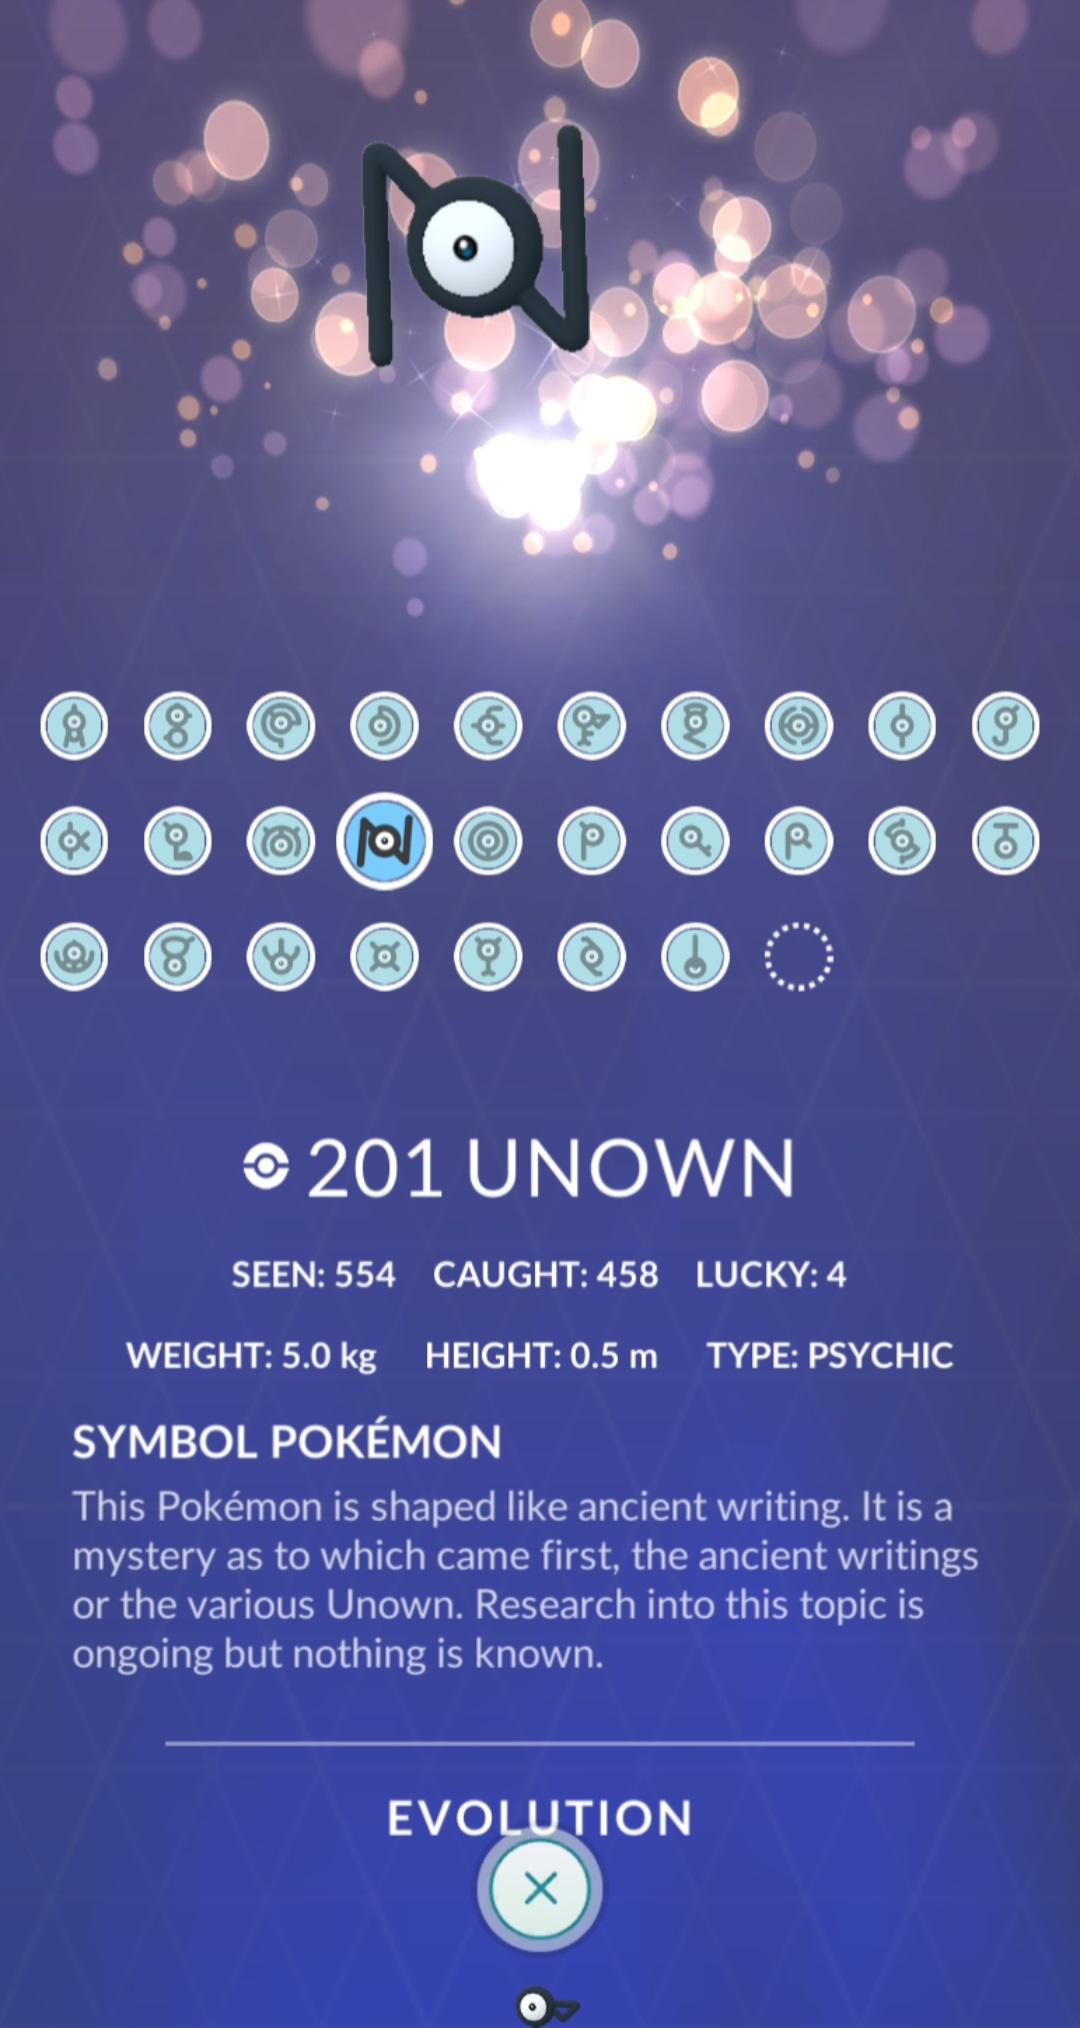 201 UNOWN
SEEN: 554 CAUGHT: 458 LUCKY: 4
WEIGHT: 5.0 kg HEIGHT: 0.5 m TYPE: PSYCHIC
SYMBOL POKÉMON
This Pokémon is shaped like ancient writing. It is a
mystery as to which came first, the ancient writings
or the various Unown. Research into this topic is
ongoing but nothing is known.
EVOLUTION